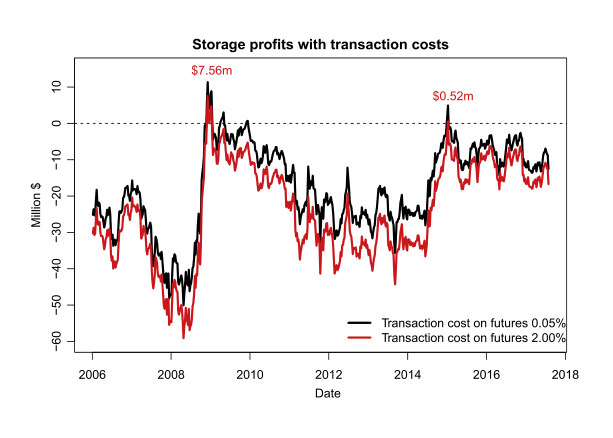 Storage profits with transaction costs
$7.56m
$0.52m
Million $
10
0
−10
−20
−30
−40
−50
−60
Transaction cost on futures 0.05%
Transaction cost on futures 2.00%
2006 2008 2010 2012 2014 2016 2018
Date